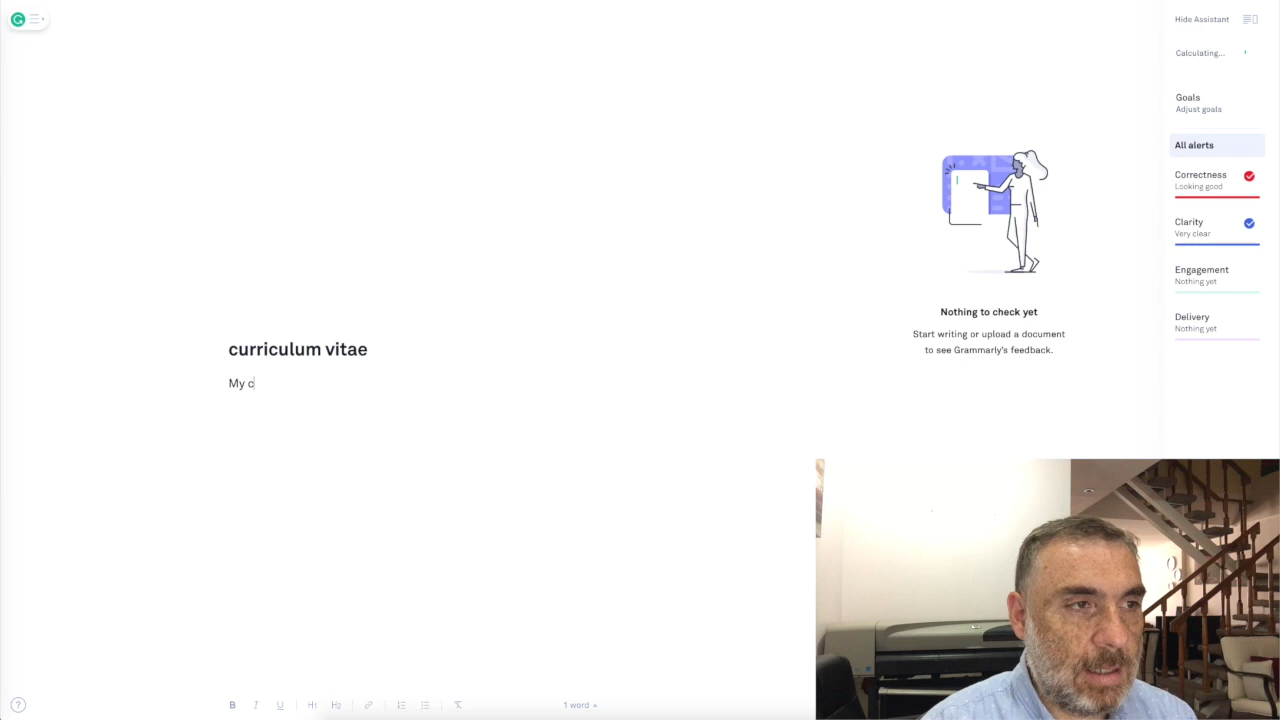 Hide Assistant
Calculating...
Goals
Adjust goals
All alerts
Correctness
Looking good
Clarity
Very clear
Engagement
Nothing yet
Delivery
Nothing yet
Nothing to check yet
Start writing or upload a document
to see Grammarly's feedback.
curriculum vitae
My c
B I U H1 H2
1 word
?